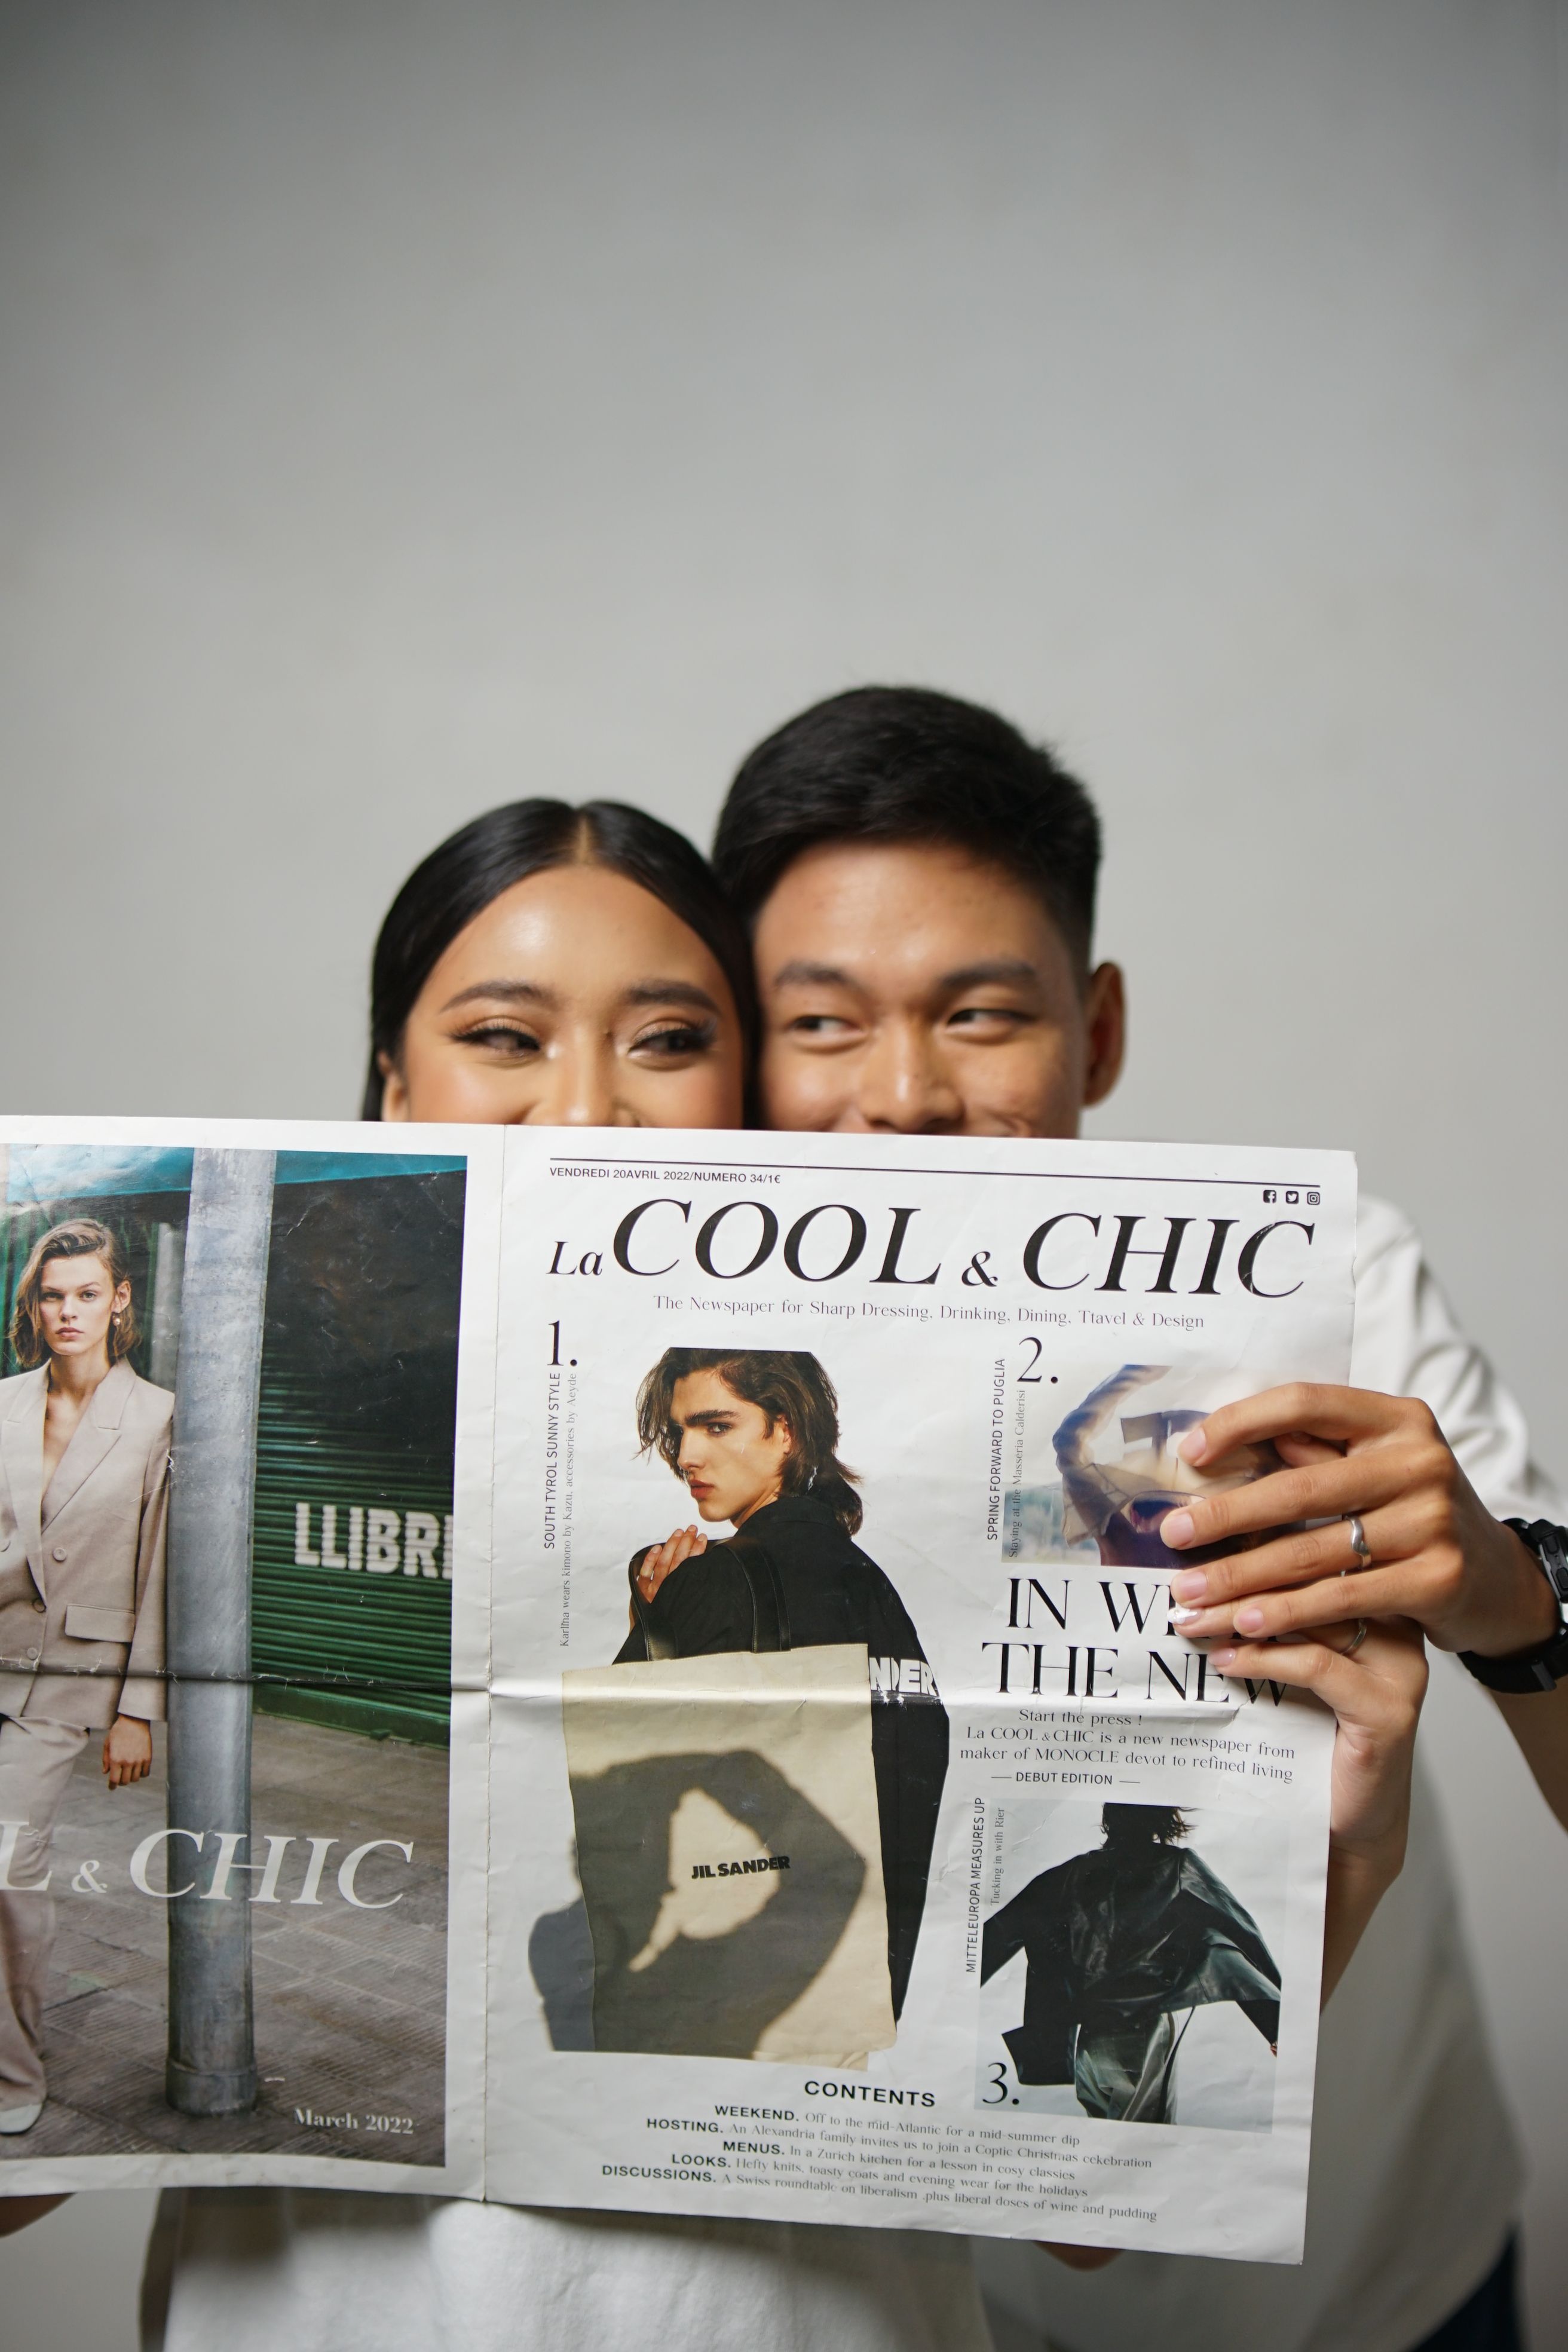 VENDREDI 20AVRIL 2022/NUMERO 34/1€
La COOL & CHIC
The Newspaper for Sharp Dressing, Drinking, Dining, Ttavel & Design
1.
SOUTH TYROL SUNNY STYLE
Karlina wears kimono by Kazu, accessories by Aeyde
2.
SPRING FORWARD TO PUGLIA
Staying at the Masseria Calderisi
NDER
JIL SANDER
IN
THE NEW
Start the press !
La COOL & CHIC is a new newspaper from
maker of MONOCLE devot to refined living
— DEBUT EDITION —
MITTELEUROPA MEASURES UP
Tucking in with Rier
3.
CONTENTS
WEEKEND. Off to the mid-Atlantic for a mid-summer dip
HOSTING. An Alexandria family invites us to join a Coptic Christmas cekebration
MENUS. In a Zurich kitchen for a lesson in cosy classics
LOOKS. Hefty knits, toasty coats and evening wear for the holidays
DISCUSSIONS. A Swiss roundtable on liberalism .plus liberal doses of wine and pudding
LLIBRE
L & CHIC
March 2022